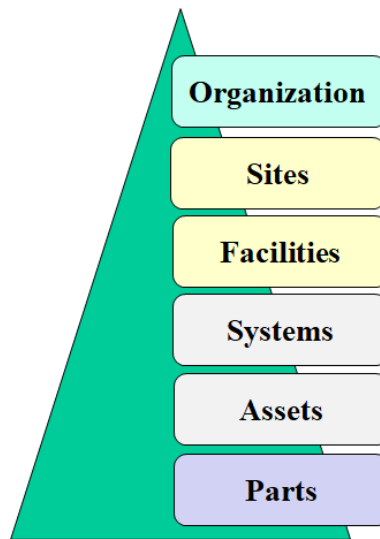 Organization
Sites
Facilities
Systems
Assets
Parts